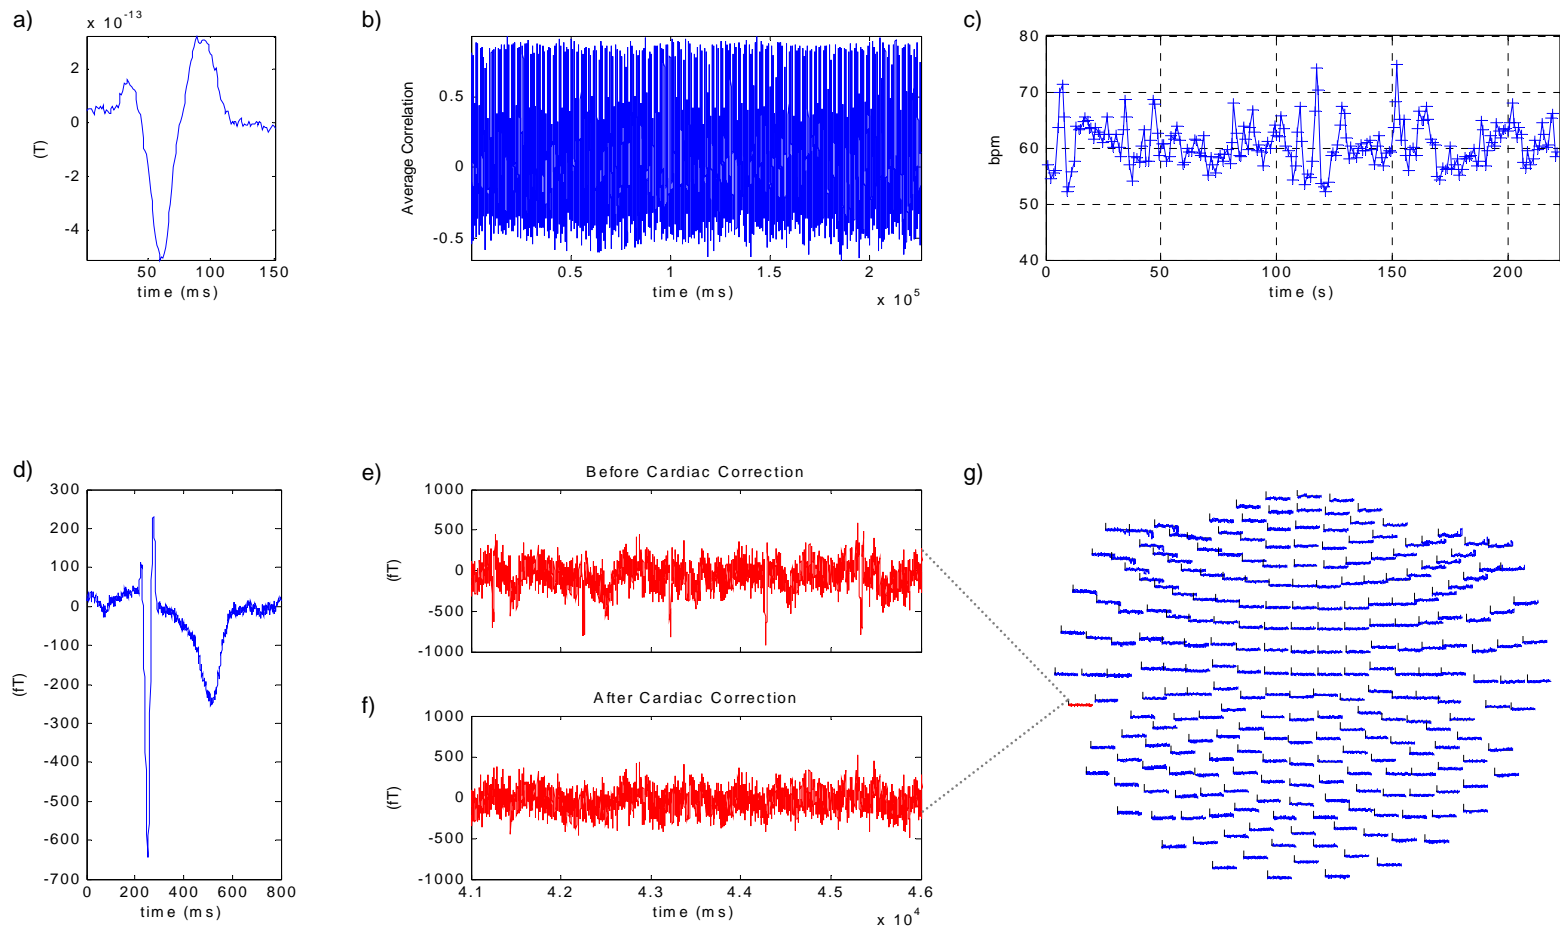 a)
x 10-13
2
0
-2
-4
(T)
50 100 150
time (ms)
b)
0.5
0
-0.5
Average Correlation
0.5 1 1.5 2
time (ms)
x 10^5
c)
80
70
60
50
40
bpm
0 50 100 150 200
time (s)
d)
300
200
100
0
-100
-200
-300
-400
-500
-600
-700
(fT)
0 200 400 600 800
time (ms)
e)
Before Cardiac Correction
1000
500
0
-500
-1000
(fT)
f)
After Cardiac Correction
1000
500
0
-500
-1000
(fT)
4.1 4.2 4.3 4.4 4.5 4.6
time (ms)
x 10^4
g)